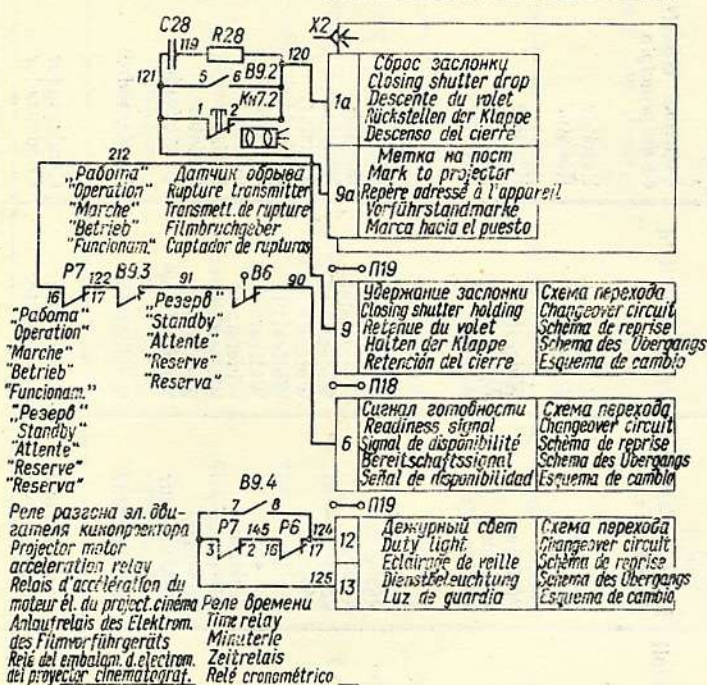 C28
R28
X2
119
120
121
5 6 B9.2
Кн7.2
1 2
1а
Сброс заслонки
Closing shutter drop
Descente du volet
Rückstellen der Klappe
Descenso del cierre
9а
Метка на пост
Mark to projector
Repère adressé à l'appareil
Vorführstandmarke
Marca hacia el puesto
212
„Работа"
"Operation"
"Marche"
"Betrieb"
"Funcionam."
Датчик обрыва
Rupture transmitter
Transmett. de rupture
Filmbruchgeber
Captador de rupturas
P7 122 B9.3 91 B6 90
16 17
„Работа"
Operation"
"Marche"
"Betrieb"
"Funcionam."
„Резерв"
Standby"
"Attente"
"Reserve"
"Reserva"
„Резерв"
"Standby"
"Attente"
"Reserve"
"Reserva"
П19
9
Удержание заслонки
Closing shutter holding
Retenue du volet
Halten der Klappe
Retención del cierre
Схема перехода
Changeover circuit
Schéma de reprise
Schema des Übergangs
Esquema de cambio
П18
6
Сигнал готовности
Readiness signal
Signal de disponibilité
Bereitschaftssignal
Señal de disponibilidad
Схема перехода
Changeover circuit
Schéma de reprise
Schema des Übergangs
Esquema de cambio
П19
B9.4
7 8
P7 145 P6 124
3 2 16 17
125
12
13
Дежурный свет
Duty light
Eclairage de veille
Dienstbeleuchtung
Luz de guardia
Схема перехода
Changeover circuit
Schéma de reprise
Schema des Übergangs
Esquema de cambio
Реле разгона эл. дви-
гателя кинопроектора
Projector motor
acceleration relay
Relais d'accélération du
moteur él. du project. cinéma
Anlaufrelais des Elektrom.
des Filmvorführgeräts
Relé del embalam. d. electrom.
del proyector cinematograf.
Реле времени
Time relay
Minuterie
Zeitrelais
Relé cronométrico